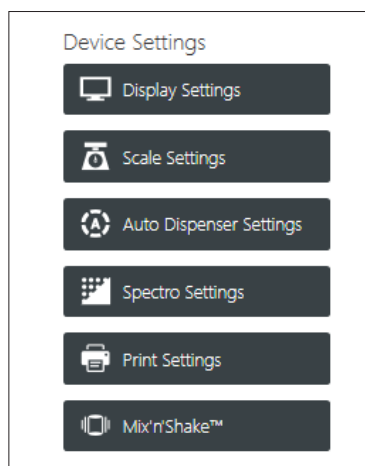 Device Settings
Display Settings
Scale Settings
Auto Dispenser Settings
Spectro Settings
Print Settings
Mix'n'Shake™